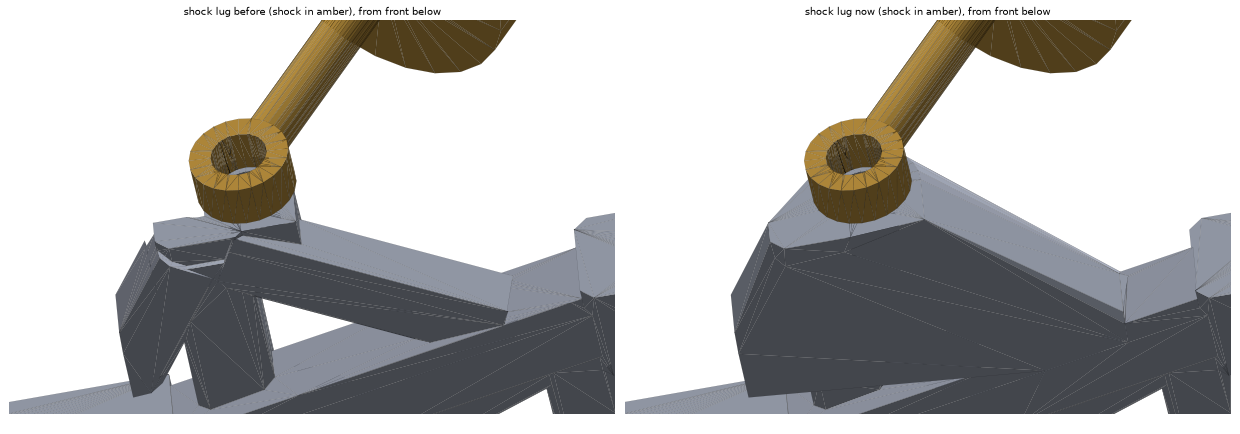 shock lug before (shock in amber), from front below
shock lug now (shock in amber), from front below